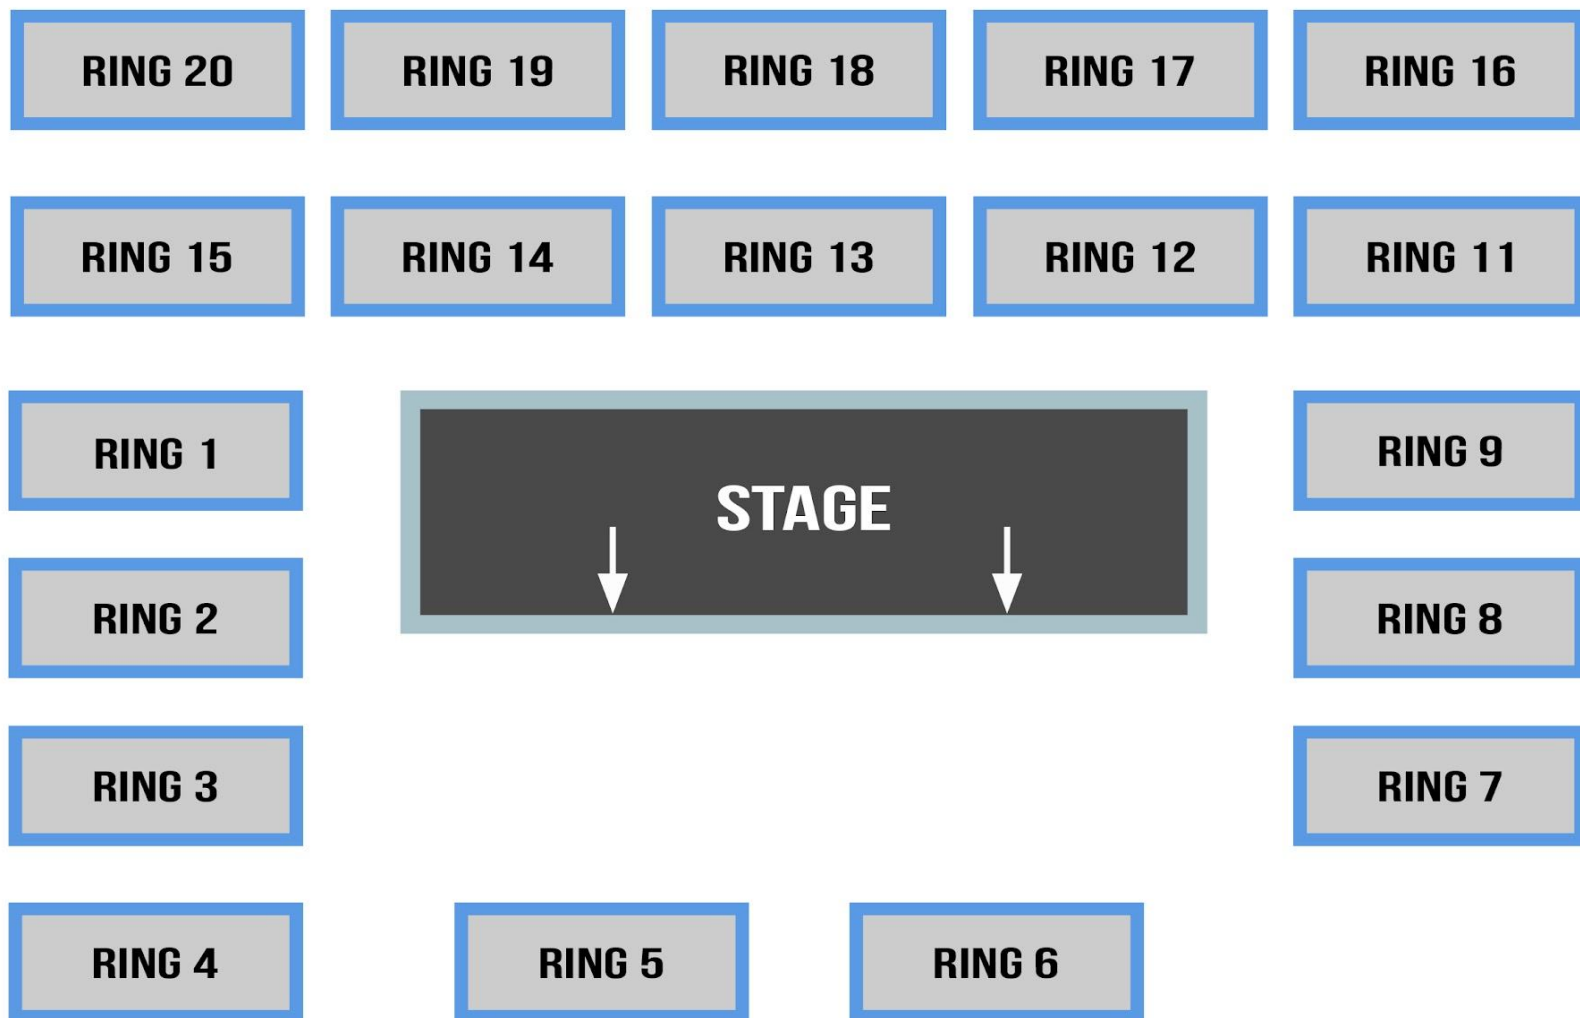 RING 20
RING 19
RING 18
RING 17
RING 16
RING 15
RING 14
RING 13
RING 12
RING 11
RING 1
STAGE
RING 9
RING 2
RING 8
RING 3
RING 7
RING 4
RING 5
RING 6